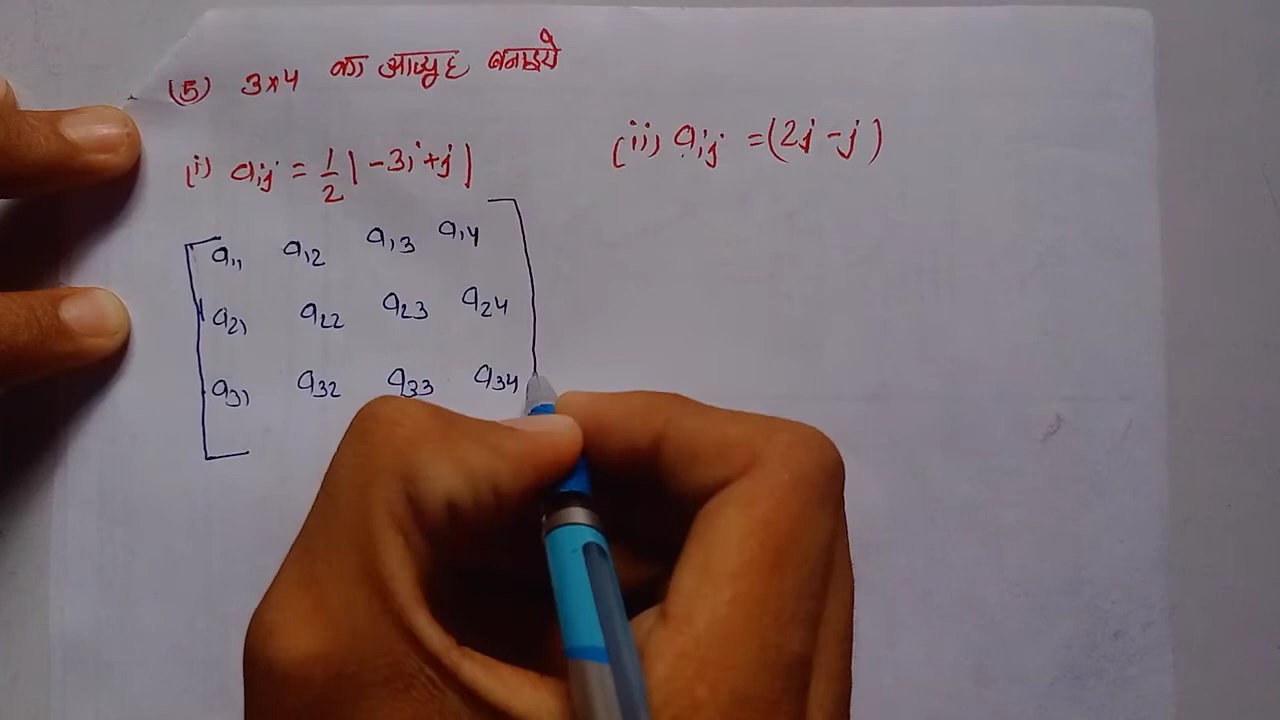 (5) 3×4 का आव्यूह बनाइये
(i) aij = 1/2 | -3i + j |
(ii) aij = (2j - j)
a11 a12 a13 a14
a21 a22 a23 a24
a31 a32 a33 a34